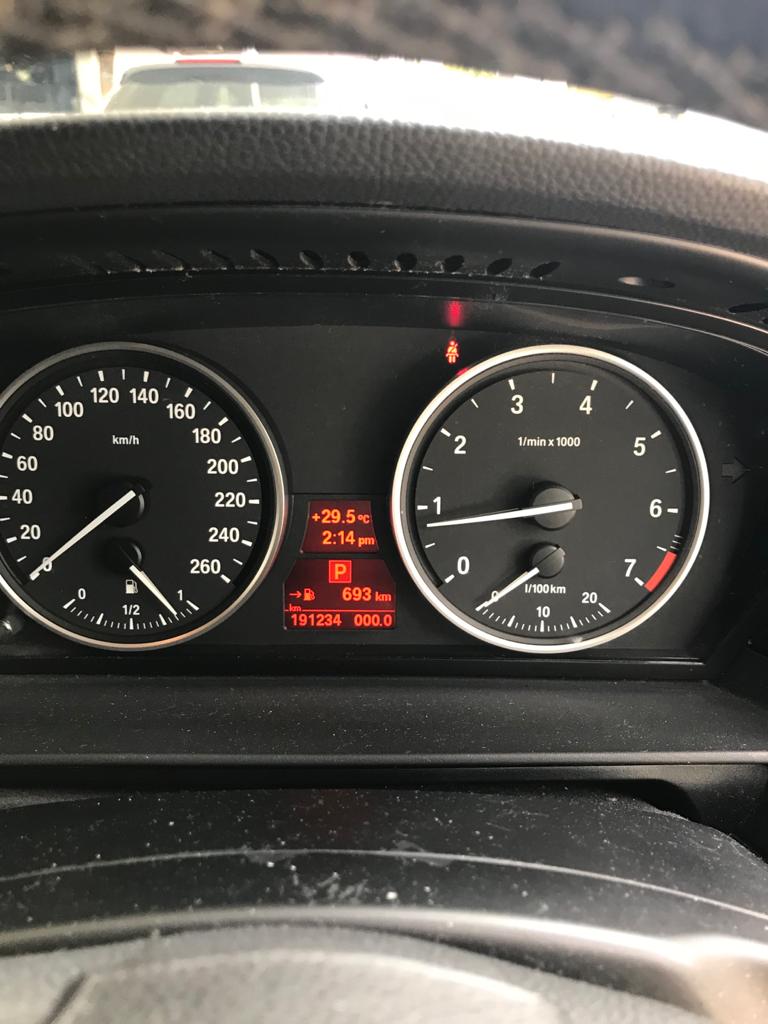 0 20 40 60 80 100 120 140 160 180 200 220 240 260
km/h
0 1/2 1
+29.5°C
2:14 pm
P
693 km
km
191234 000.0
0 1 2 3 4 5 6 7
1/min x 1000
l/100km
0 10 20